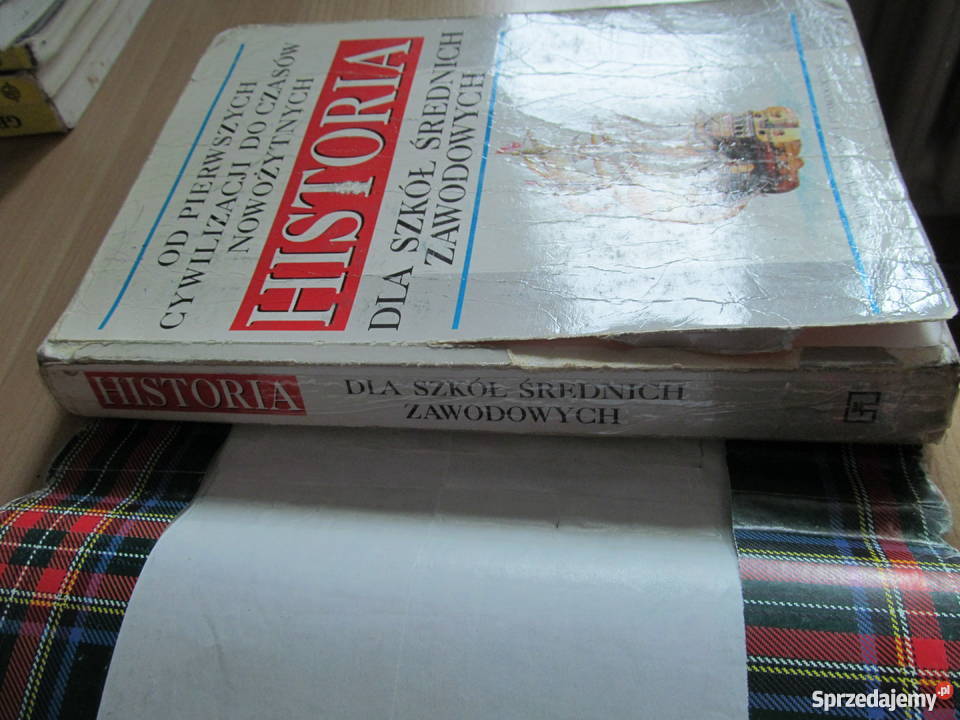 OD PIERWSZYCH
CYWILIZACJI DO CZASÓW
NOWOŻYTNYCH
HISTORIA
DLA SZKÓŁ ŚREDNICH
ZAWODOWYCH
HISTORIA
DLA SZKÓŁ ŚREDNICH
ZAWODOWYCH
Sprzedajemy.pl